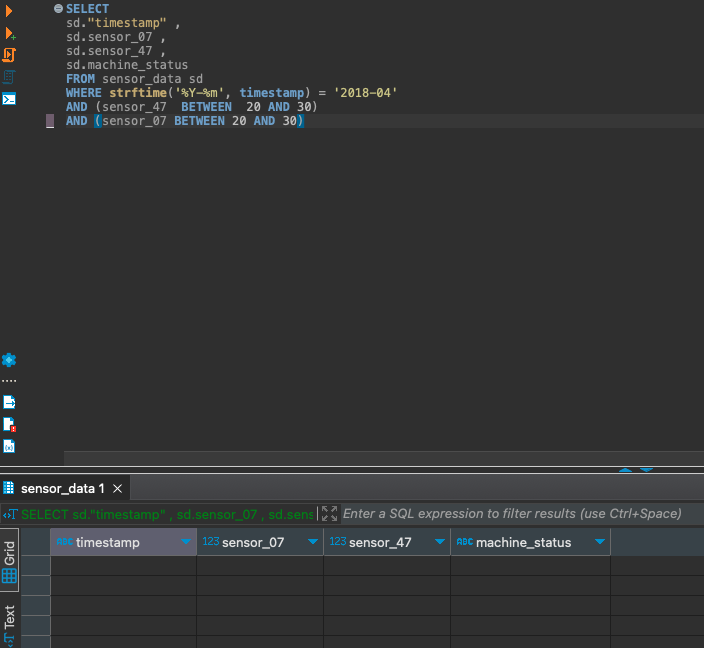 SELECT
sd."timestamp" ,
sd.sensor_07 ,
sd.sensor_47 ,
sd.machine_status
FROM sensor_data sd
WHERE strftime('%Y-%m', timestamp) = '2018-04'
AND (sensor_47  BETWEEN  20 AND 30)
AND (sensor_07 BETWEEN 20 AND 30)
sensor_data 1
SELECT sd."timestamp" , sd.sensor_07 , sd.sens
Enter a SQL expression to filter results (use Ctrl+Space)
Grid
ABC timestamp 123 sensor_07 123 sensor_47 ABC machine_status
Text